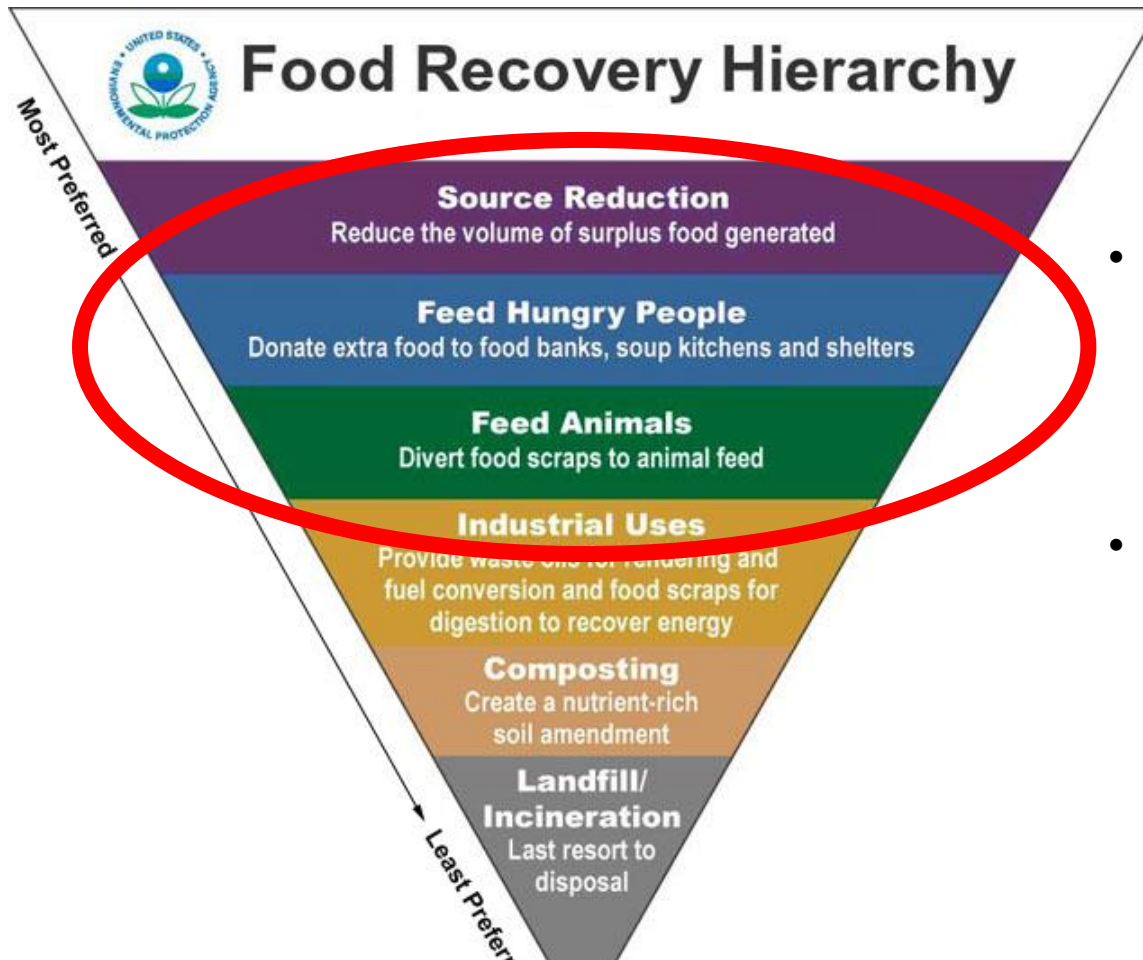 UNITED STATES
ENVIRONMENTAL PROTECTION AGENCY
Food Recovery Hierarchy
Most Preferred
Source Reduction
Reduce the volume of surplus food generated
•
Feed Hungry People
Donate extra food to food banks, soup kitchens and shelters
Feed Animals
Divert food scraps to animal feed
Industrial Uses
•
Provide waste oils for rendering and
fuel conversion and food scraps for
digestion to recover energy
Composting
Create a nutrient-rich
soil amendment
Landfill/
Incineration
Last resort to
disposal
Least Preferr